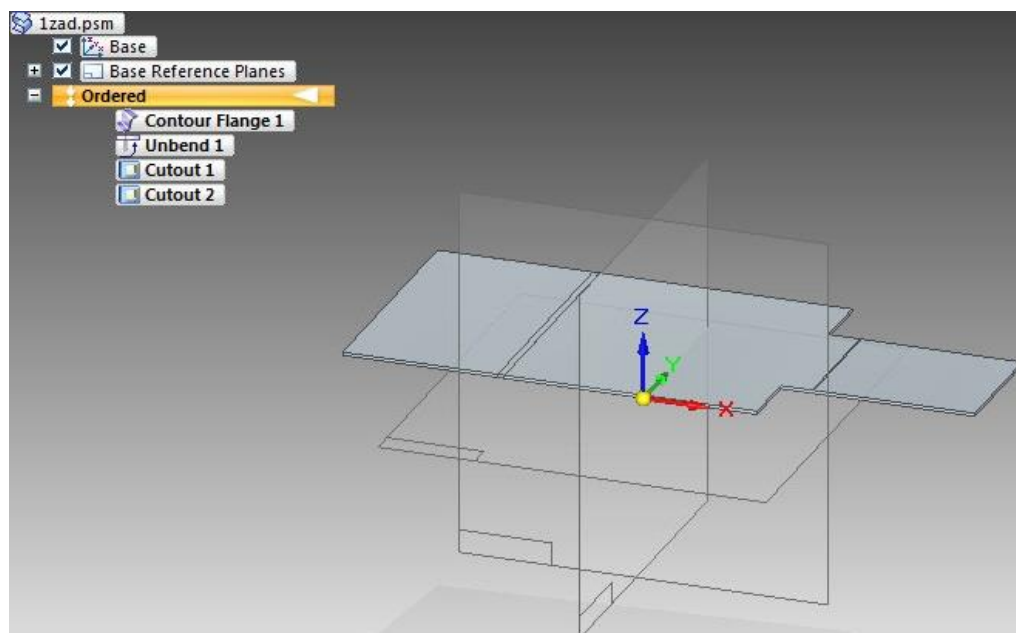 1zad.psm
Base
Base Reference Planes
Ordered
Contour Flange 1
Unbend 1
Cutout 1
Cutout 2
Z
Y
X